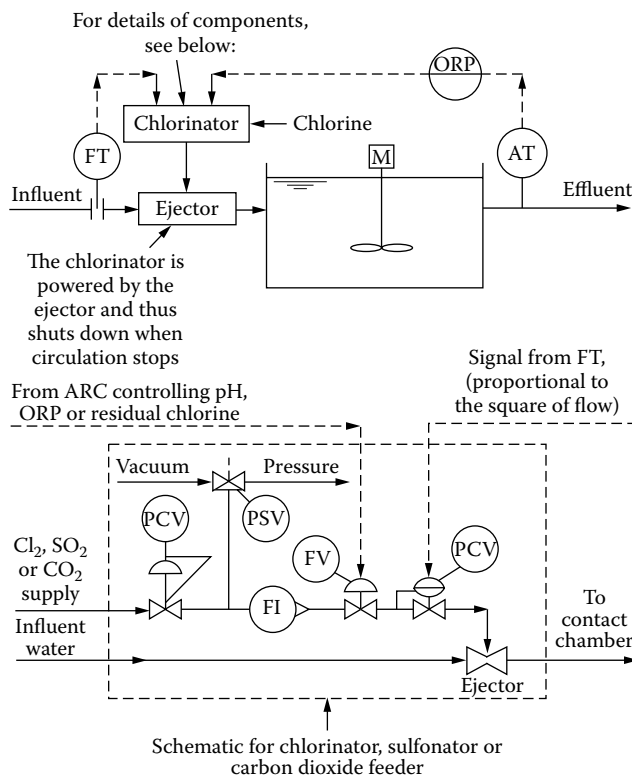 For details of components,
see below:
ORP
Chlorinator
Chlorine
FT
M
AT
Influent
Ejector
Effluent
The chlorinator is
powered by the
ejector and thus
shuts down when
circulation stops
Signal from FT,
(proportional to
the square of flow)
From ARC controlling pH,
ORP or residual chlorine
Vacuum
Pressure
PCV
PSV
FV
PCV
Cl₂, SO₂
or CO₂
supply
FI
Influent
water
To
contact
chamber
Ejector
Schematic for chlorinator, sulfonator or
carbon dioxide feeder